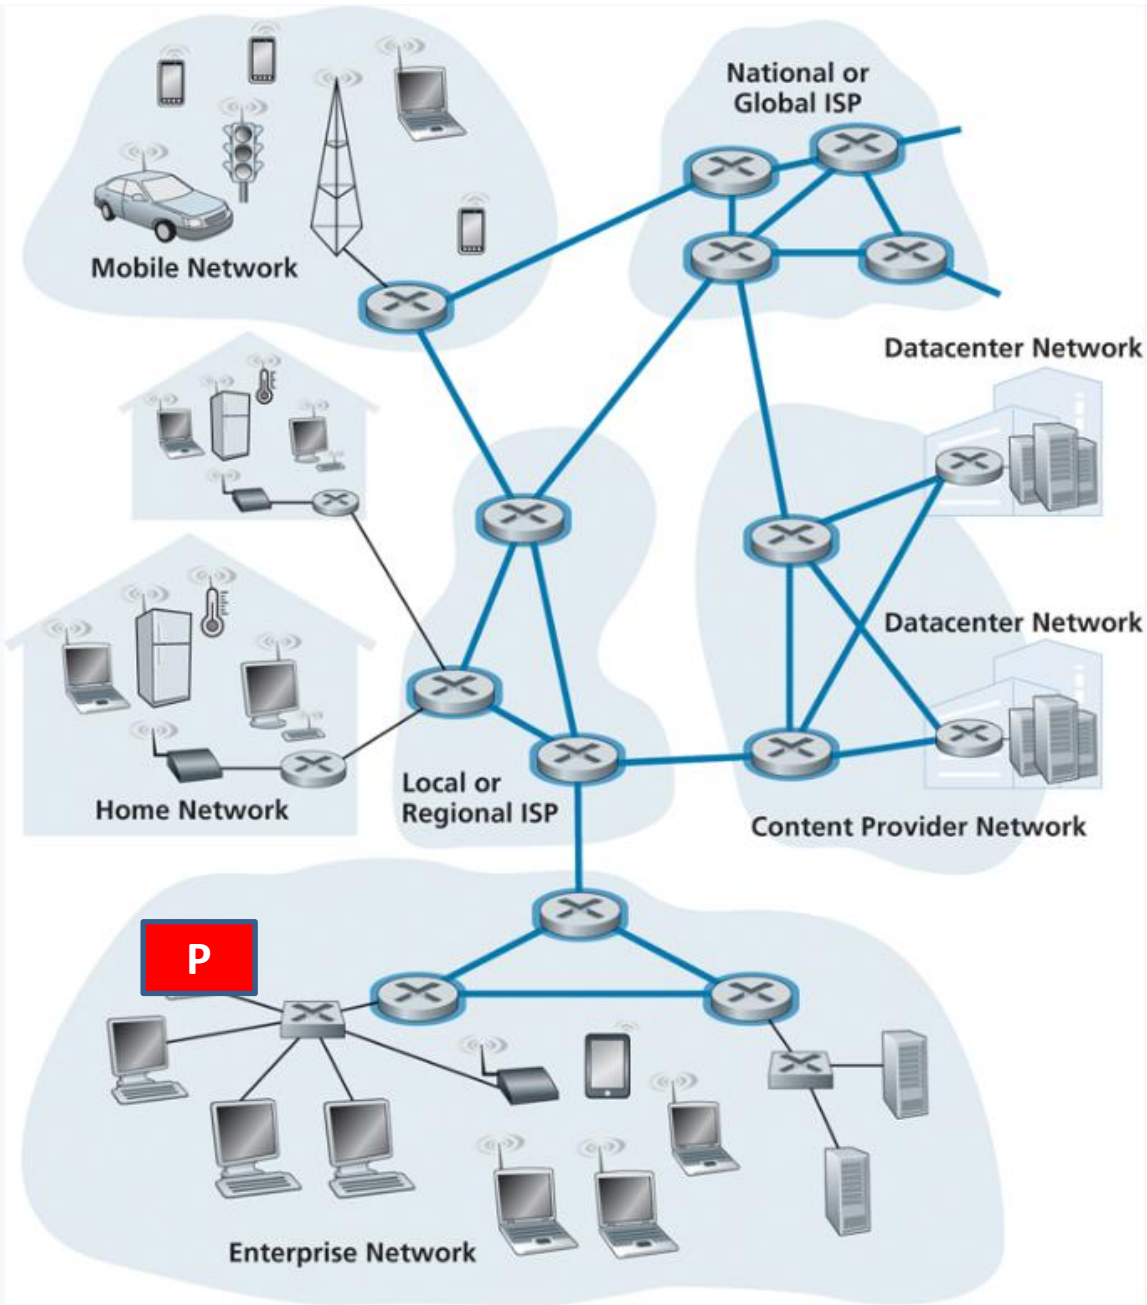 National or
Global ISP
Mobile Network
Datacenter Network
Datacenter Network
Local or
Regional ISP
Home Network
Content Provider Network
P
Enterprise Network